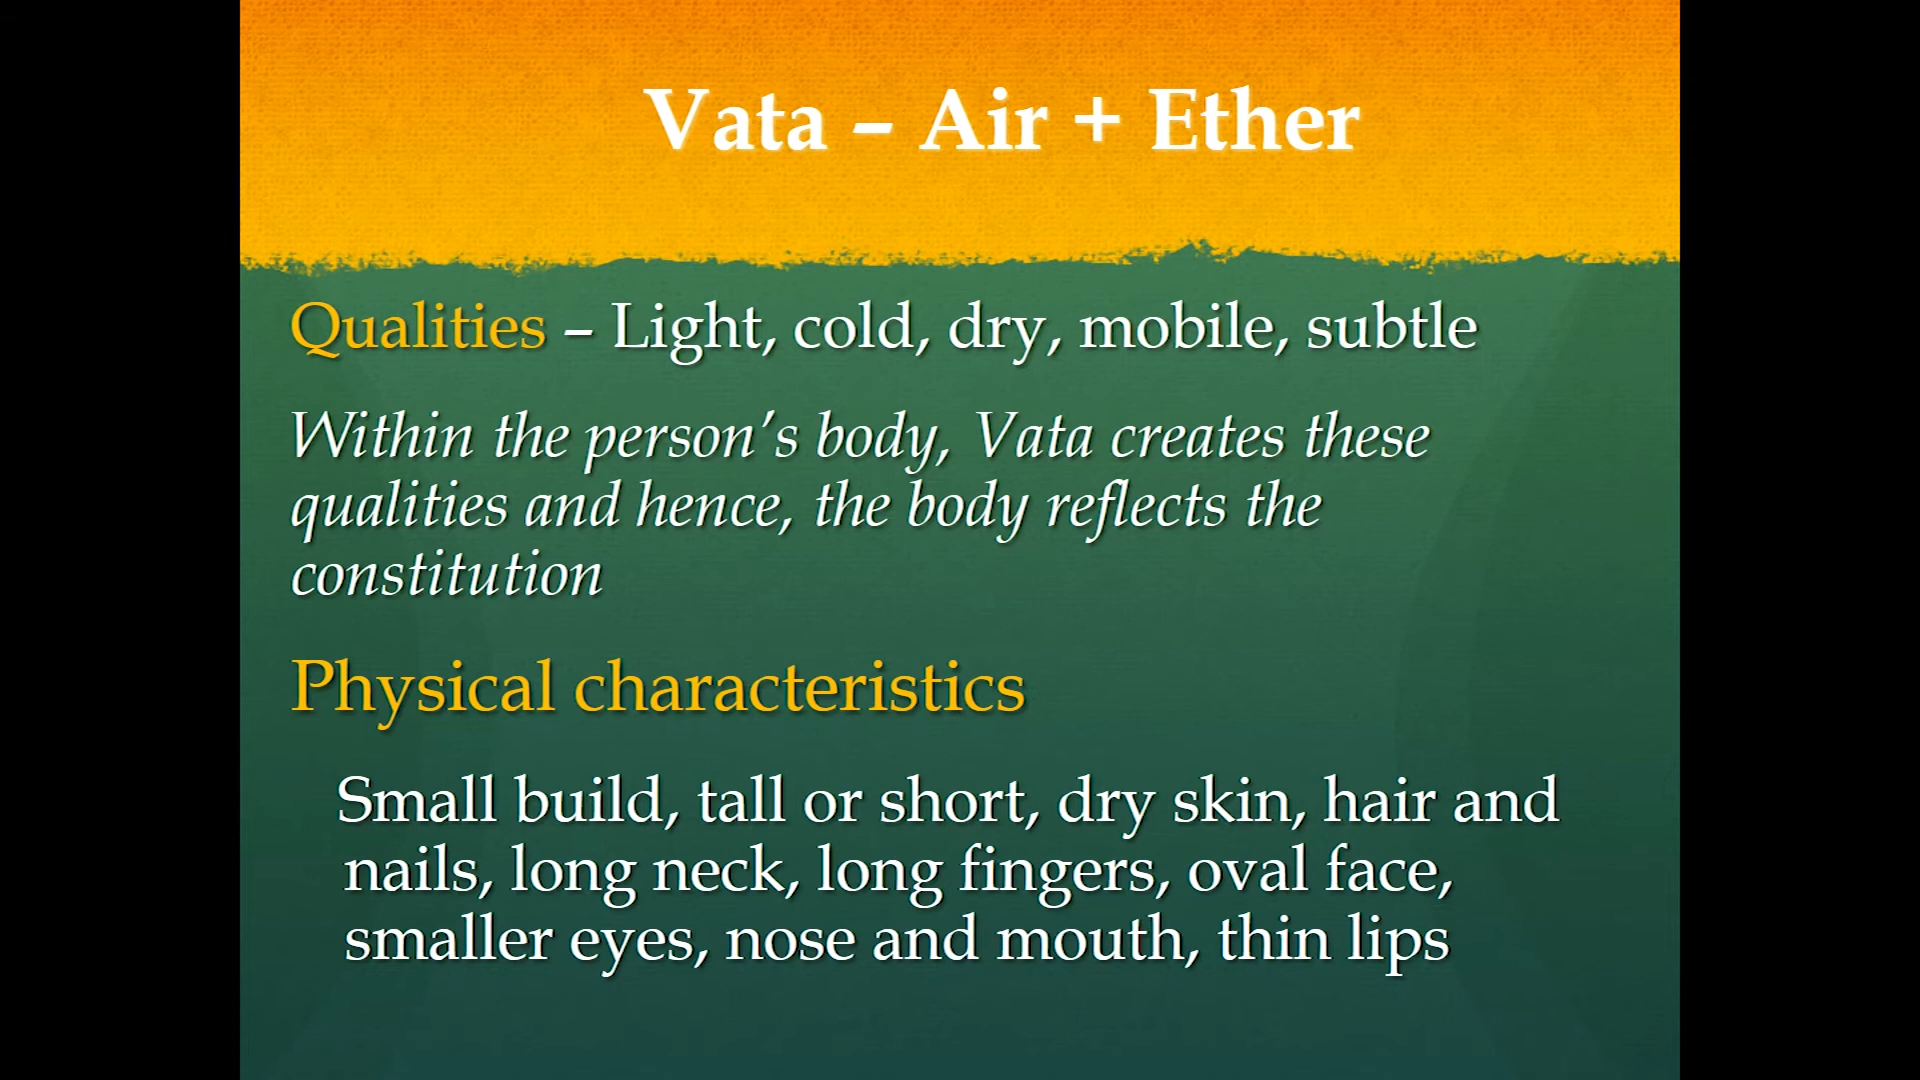 Vata – Air + Ether
Qualities – Light, cold, dry, mobile, subtle
Within the person’s body, Vata creates these
qualities and hence, the body reflects the
constitution
Physical characteristics
Small build, tall or short, dry skin, hair and
nails, long neck, long fingers, oval face,
smaller eyes, nose and mouth, thin lips